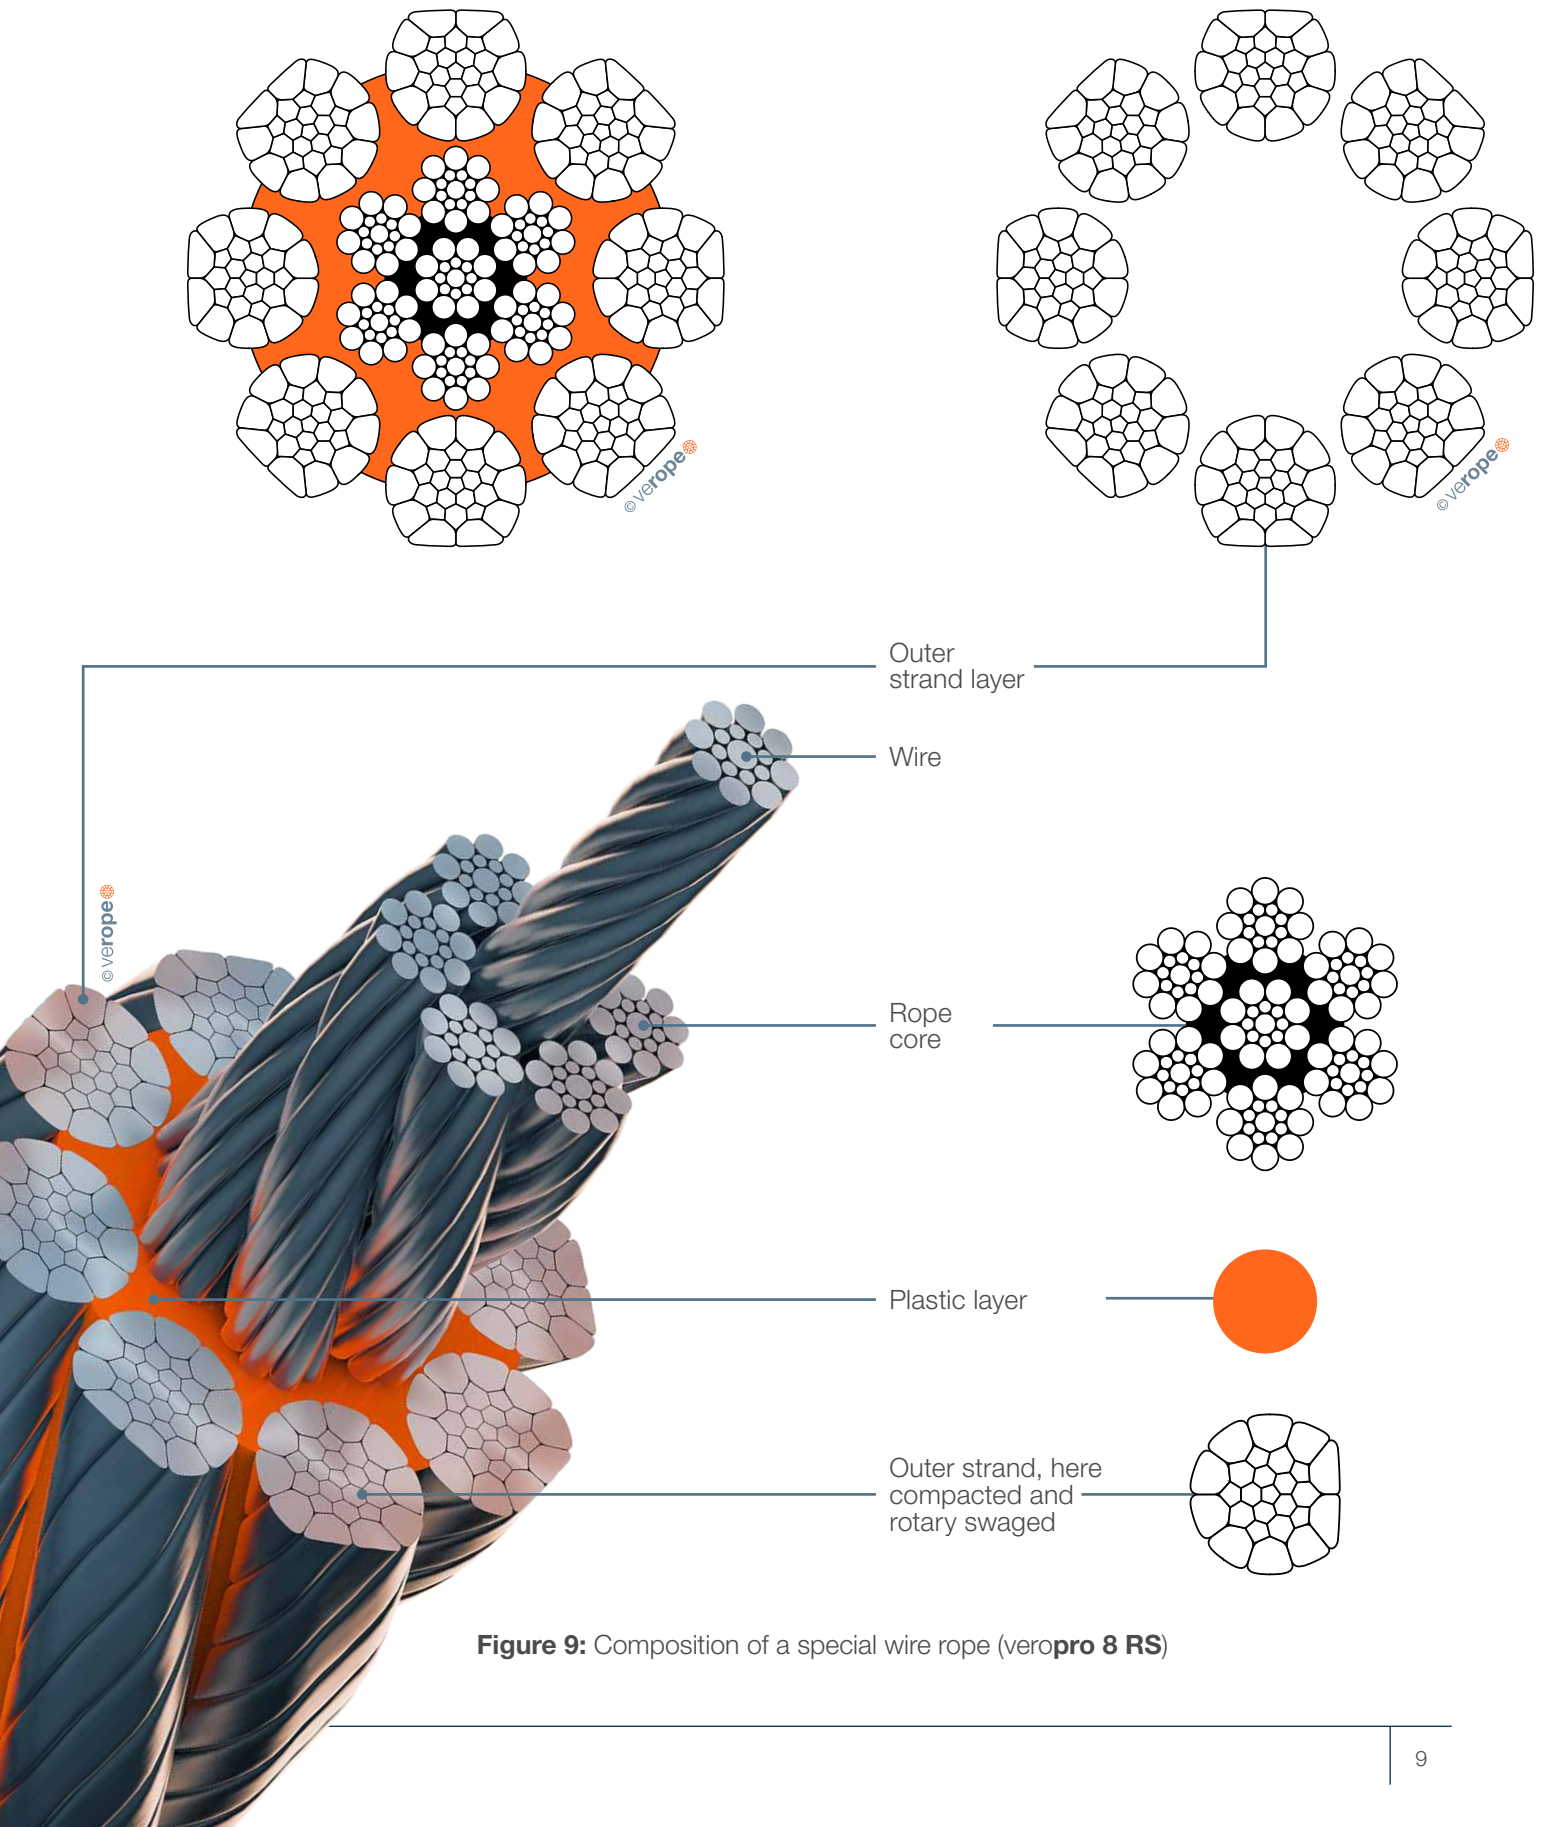 © verope
© verope
Outer
strand layer
Wire
© verope
Rope
core
Plastic layer
Outer strand, here
compacted and
rotary swaged
Figure 9: Composition of a special wire rope (veropro 8 RS)
9